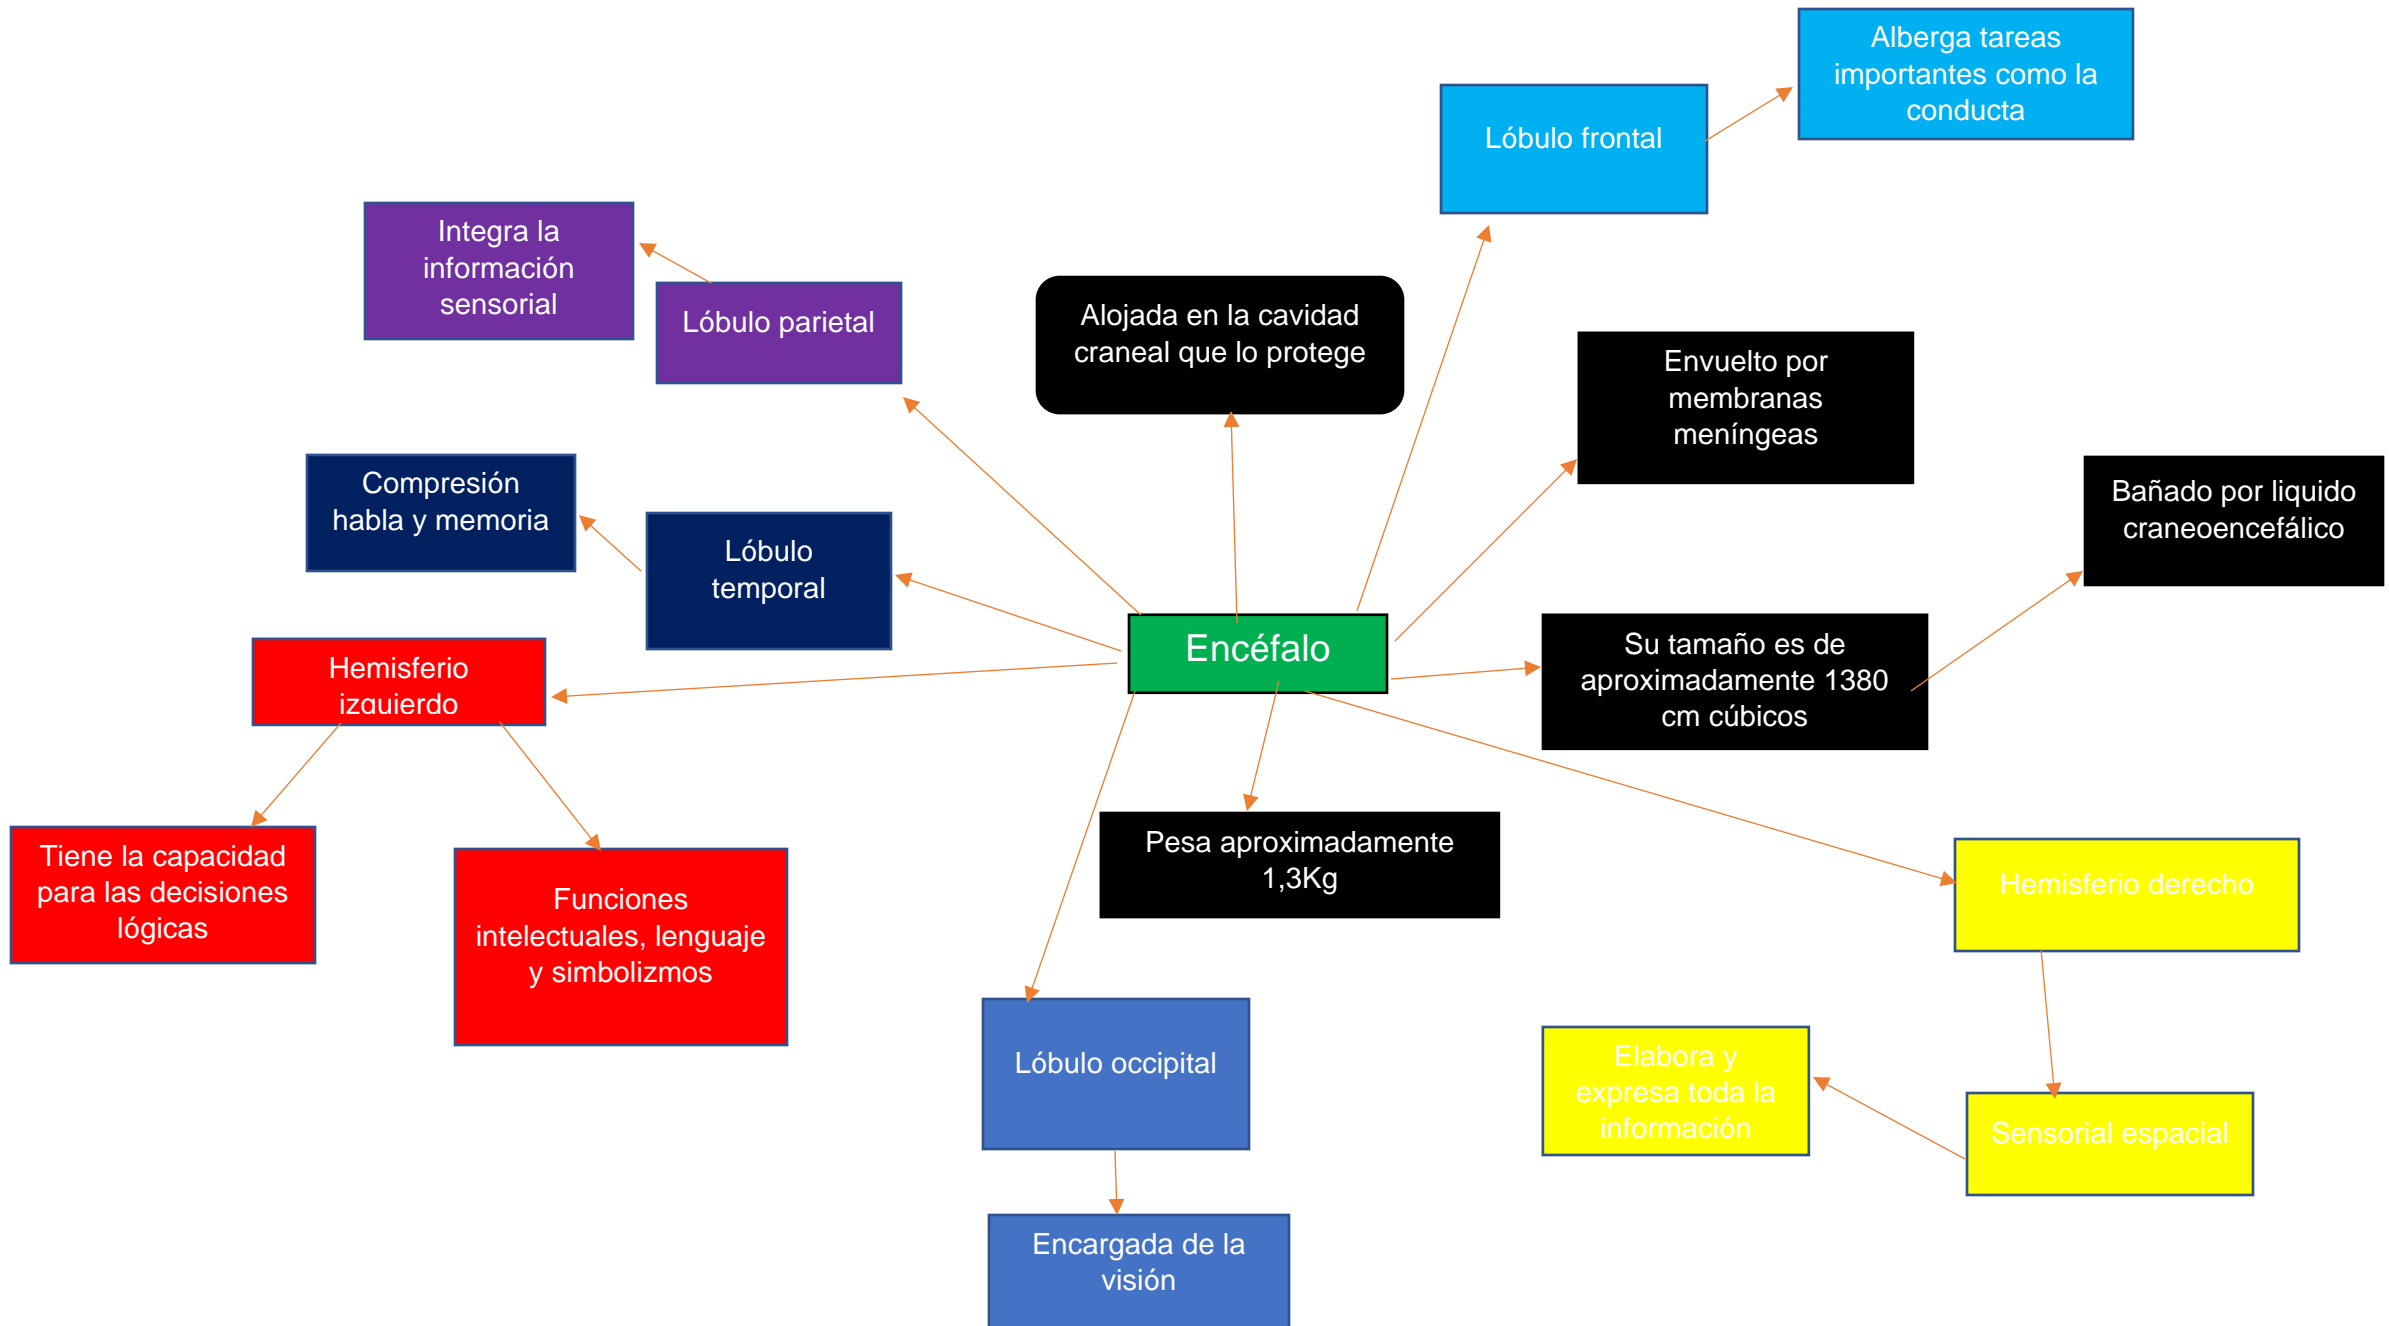 Alberga tareas
importantes como la
conducta
Lóbulo frontal
Integra la
información
sensorial
Lóbulo parietal
Alojada en la cavidad
craneal que lo protege
Envuelto por
membranas
meníngeas
Compresión
habla y memoria
Bañado por liquido
craneoencefálico
Lóbulo
temporal
Encéfalo
Su tamaño es de
aproximadamente 1380
cm cúbicos
Hemisferio
izquierdo
Tiene la capacidad
para las decisiones
lógicas
Funciones
intelectuales, lenguaje
y simbolizmos
Pesa aproximadamente
1,3Kg
Hemisferio derecho
Lóbulo occipital
Elabora y
expresa toda la
información
Sensorial espacial
Encargada de la
visión